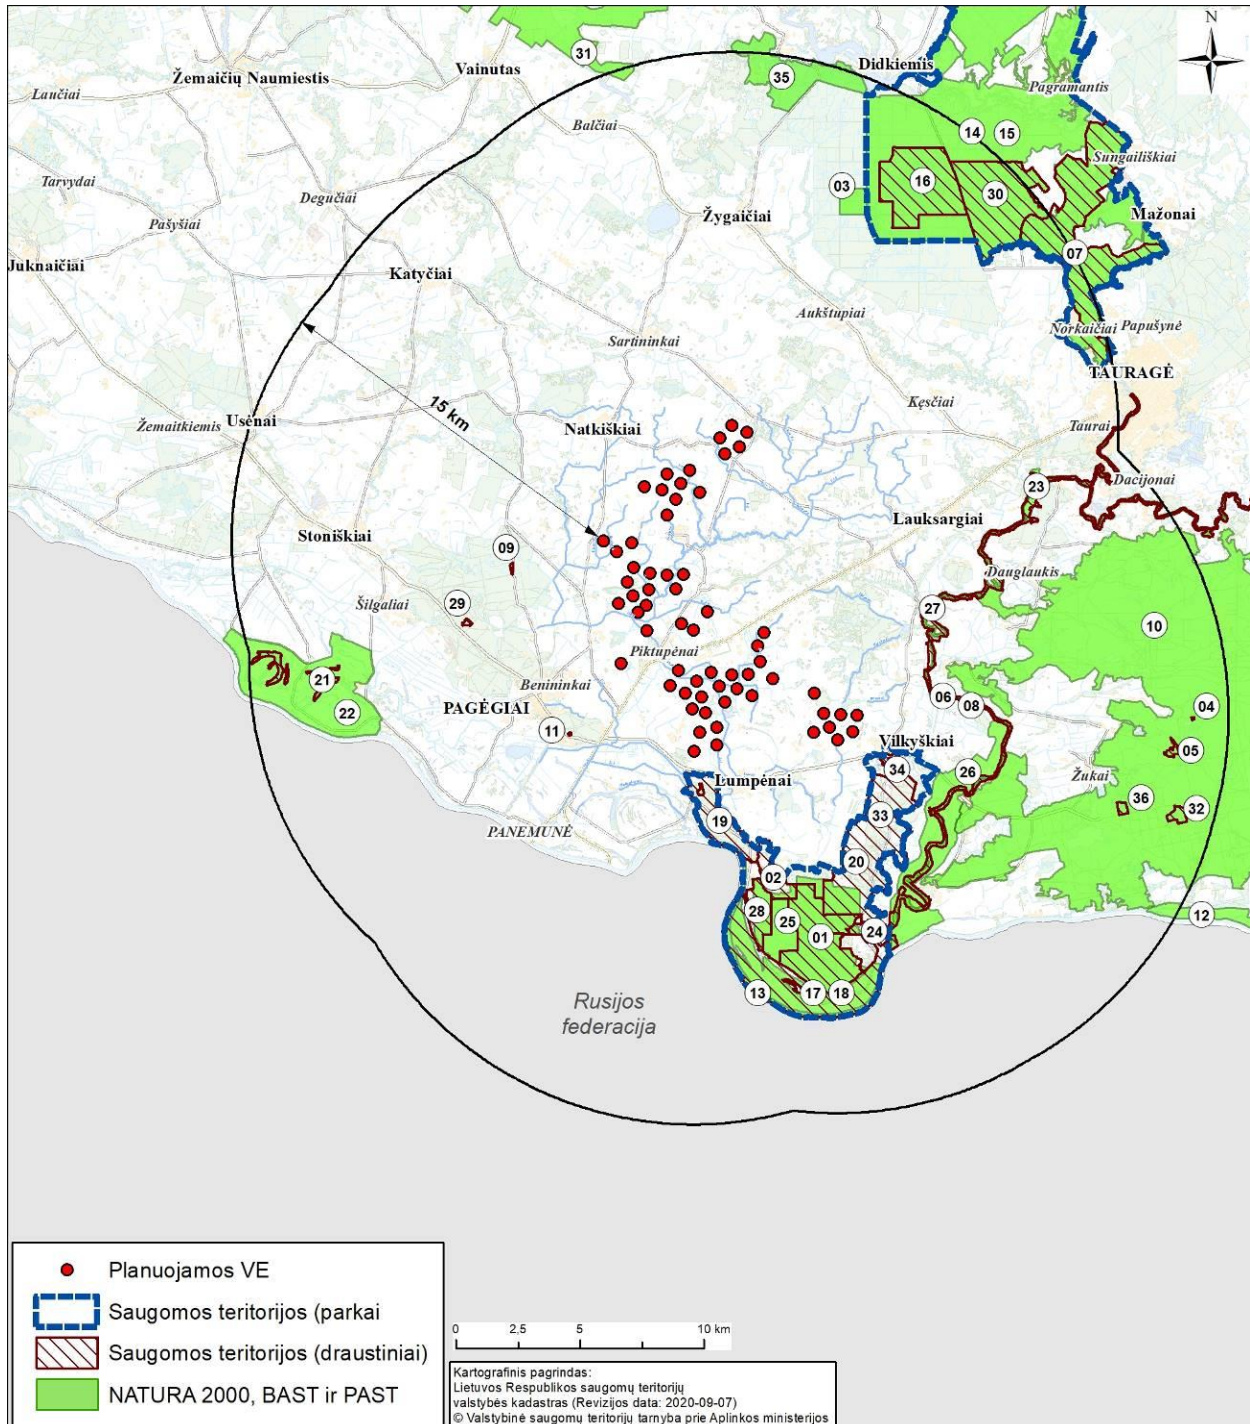 N
31
Vainutas
35
Didkiemis
Žemaičių Naumiestis
Laučiai
Pagramantis
Balčiai
14
15
Sungailiškiai
Tarvydai
Degučiai
03
16
30
Pašyšiai
Žygaičiai
Mažonai
Juknaičiai
Katyčiai
07
Aukštupiai
Norkaičiai
Papušynė
Sartininkai
TAURAGĖ
15 km
Kęsčiai
Usėnai
Žemaitkiemis
Natkiškiai
Taurai
Dacijonai
23
Lauksargiai
Stoniškiai
09
Dauglaukis
29
Šilgaliai
27
10
Piktupėnai
21
Benininkai
06
08
04
22
PAGĖGIAI
11
Vilkyškiai
05
34
26
Žukai
Lumpėnai
36
32
19
33
PANEMUNĖ
20
02
28
25
01
24
12
13
17
18
Rusijos
federacija
Planuojamos VE
Saugomos teritorijos (parkai
Saugomos teritorijos (draustiniai)
NATURA 2000, BAST ir PAST
0 2,5 5 10 km
Kartografinis pagrindas:
Lietuvos Respublikos saugomų teritorijų
valstybės kadastras (Revizijos data: 2020-09-07)
© Valstybinė saugomų teritorijų tarnyba prie Aplinkos ministerijos